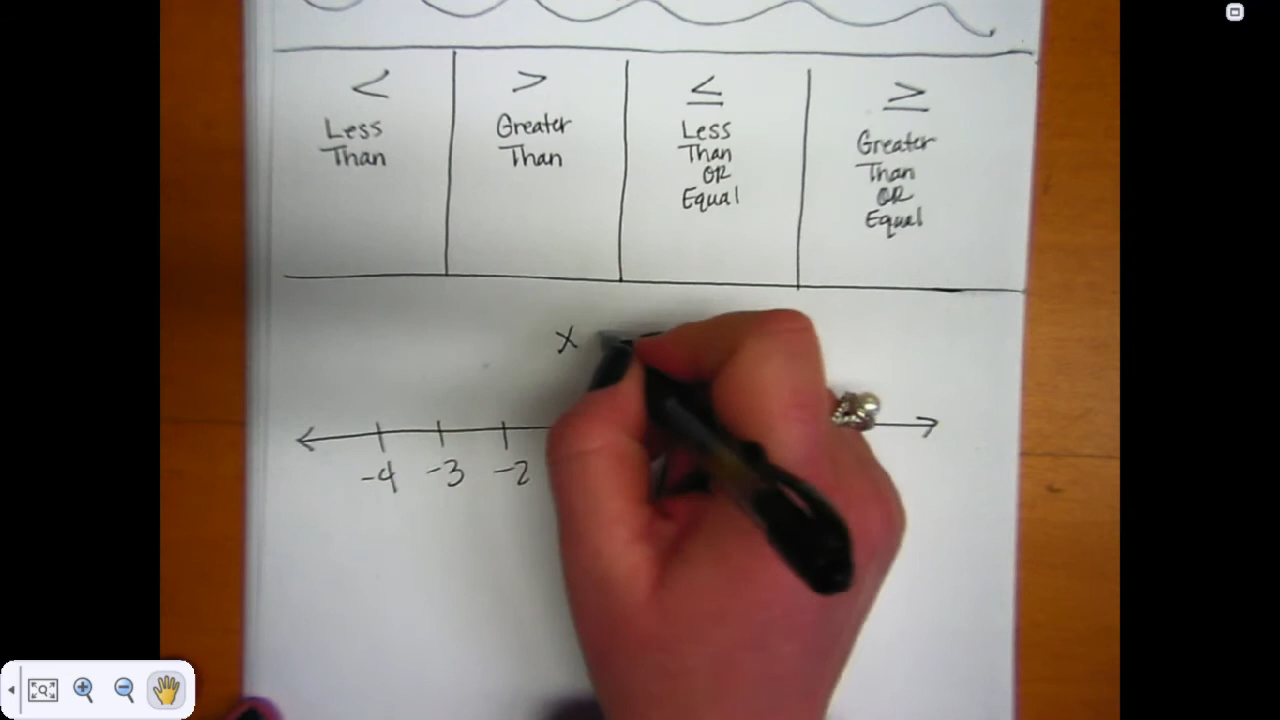 < > ≤ ≥
Less Than
Greater Than
Less Than OR Equal
Greater Than OR Equal
X
-4 -3 -2